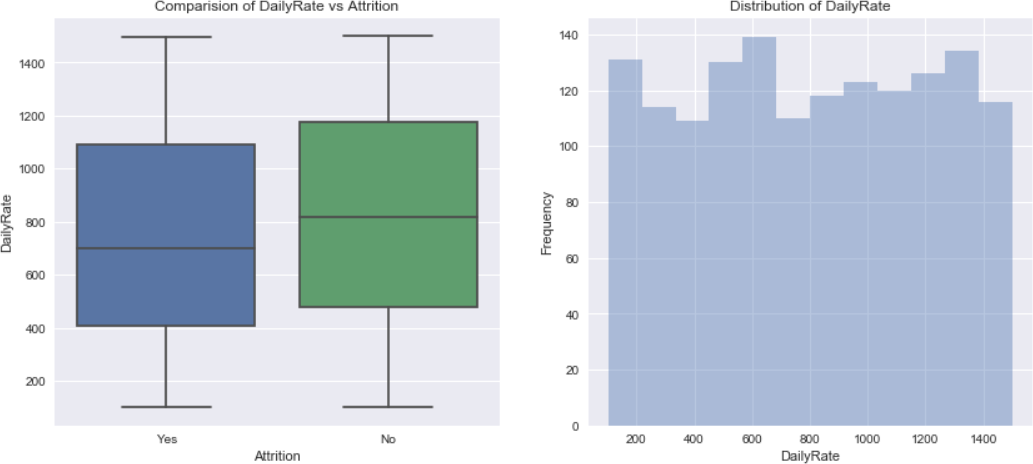 Comparision of DailyRate vs Attrition
1400
1200
1000
800
600
400
200
DailyRate
Yes No
Attrition
Distribution of DailyRate
140
120
100
80
60
40
20
0
Frequency
200 400 600 800 1000 1200 1400
DailyRate